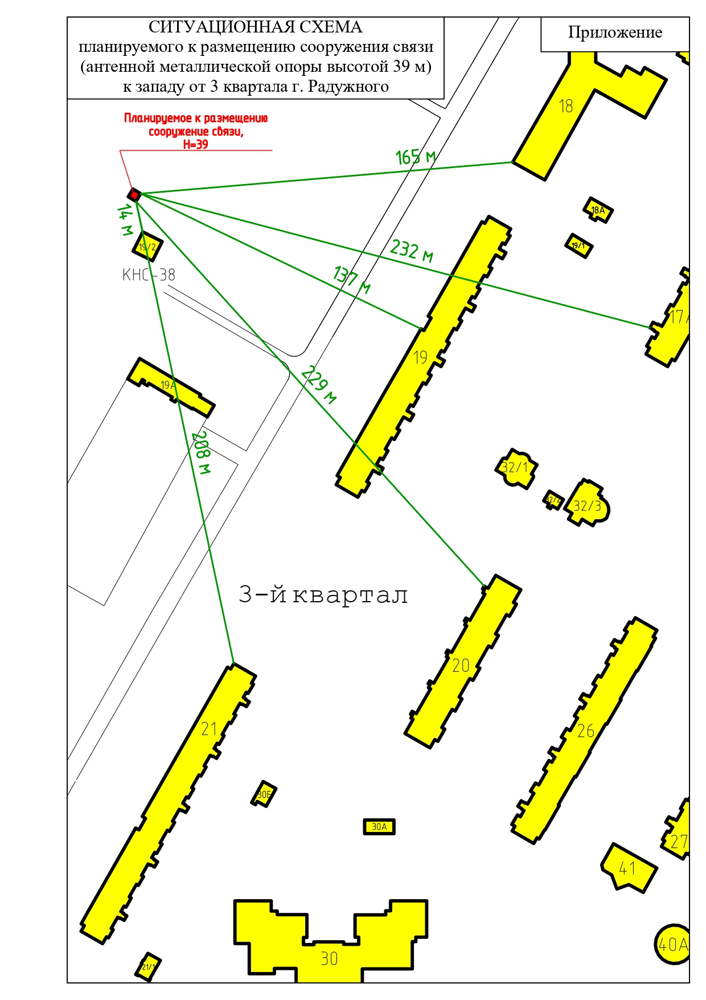 СИТУАЦИОННАЯ СХЕМА
планируемого к размещению сооружения связи
(антенной металлической опоры высотой 39 м)
к западу от 3 квартала г. Радужного
Приложение
18
Планируемое к размещению
сооружение связи,
Н=39
165 м
14 м
18А
19/2
19/1
232 м
КНС-38
137 м
17А
19
229 м
19А
208 м
32/1
32/2
32/3
3-й квартал
20
21
26
30Б
30А
27
41
30
40А
21/1